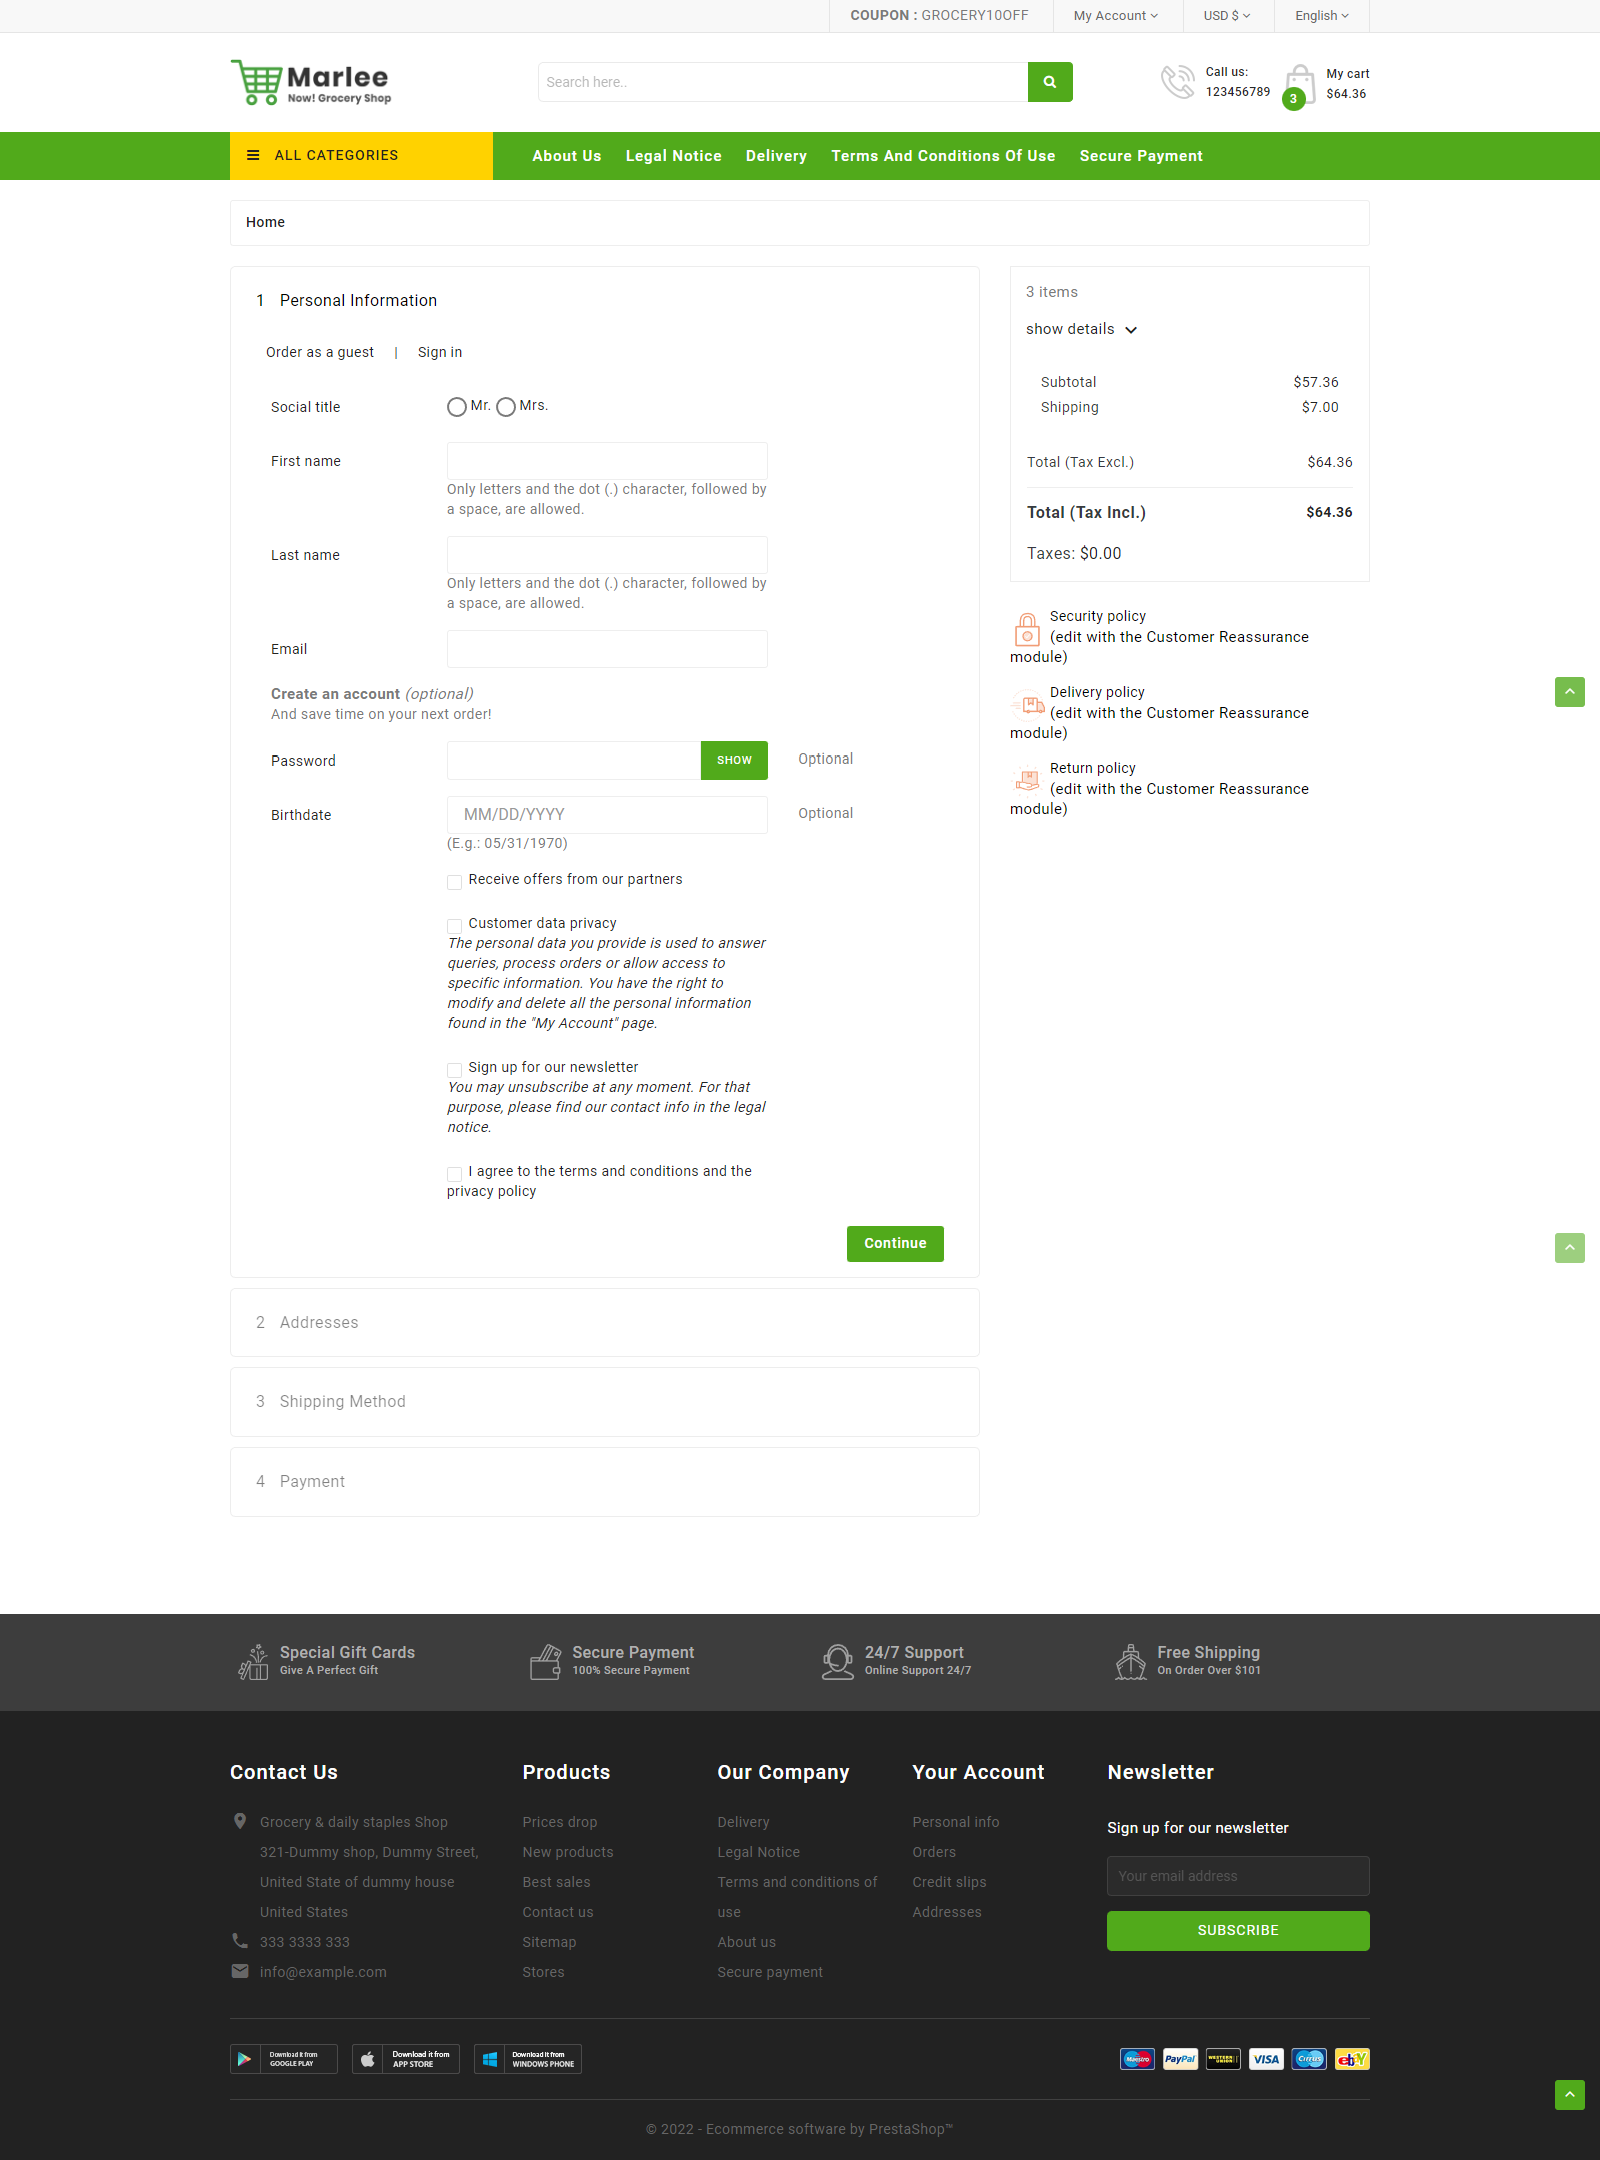 COUPON : GROCERY10OFF
My Account
USD $
English
Marlee
Now! Grocery Shop
Search here..
Call us:
123456789
3
My cart
$64.36
ALL CATEGORIES
About Us
Legal Notice
Delivery
Terms And Conditions Of Use
Secure Payment
Home
1 Personal Information
Order as a guest | Sign in
Social title
Mr. Mrs.
First name
Only letters and the dot (.) character, followed by
a space, are allowed.
Last name
Only letters and the dot (.) character, followed by
a space, are allowed.
Email
Create an account (optional)
And save time on your next order!
Password
SHOW
Optional
Birthdate
MM/DD/YYYY
Optional
(E.g.: 05/31/1970)
Receive offers from our partners
Customer data privacy
The personal data you provide is used to answer
queries, process orders or allow access to
specific information. You have the right to
modify and delete all the personal information
found in the "My Account" page.
Sign up for our newsletter
You may unsubscribe at any moment. For that
purpose, please find our contact info in the legal
notice.
I agree to the terms and conditions and the
privacy policy
Continue
2 Addresses
3 Shipping Method
4 Payment
3 items
show details
Subtotal $57.36
Shipping $7.00
Total (Tax Excl.) $64.36
Total (Tax Incl.) $64.36
Taxes: $0.00
Security policy
(edit with the Customer Reassurance
module)
Delivery policy
(edit with the Customer Reassurance
module)
Return policy
(edit with the Customer Reassurance
module)
Special Gift Cards
Give A Perfect Gift
Secure Payment
100% Secure Payment
24/7 Support
Online Support 24/7
Free Shipping
On Order Over $101
Contact Us
Grocery & daily staples Shop
321-Dummy shop, Dummy Street,
United State of dummy house
United States
333 3333 333
info@example.com
Products
Prices drop
New products
Best sales
Contact us
Sitemap
Stores
Our Company
Delivery
Legal Notice
Terms and conditions of
use
About us
Secure payment
Your Account
Personal info
Orders
Credit slips
Addresses
Newsletter
Sign up for our newsletter
Your email address
SUBSCRIBE
Download it from
GOOGLE PLAY
Download it from
APP STORE
Download it from
WINDOWS PHONE
Maestro
PayPal
WESTERN UNION
VISA
Cirrus
ebY
© 2022 - Ecommerce software by PrestaShop™